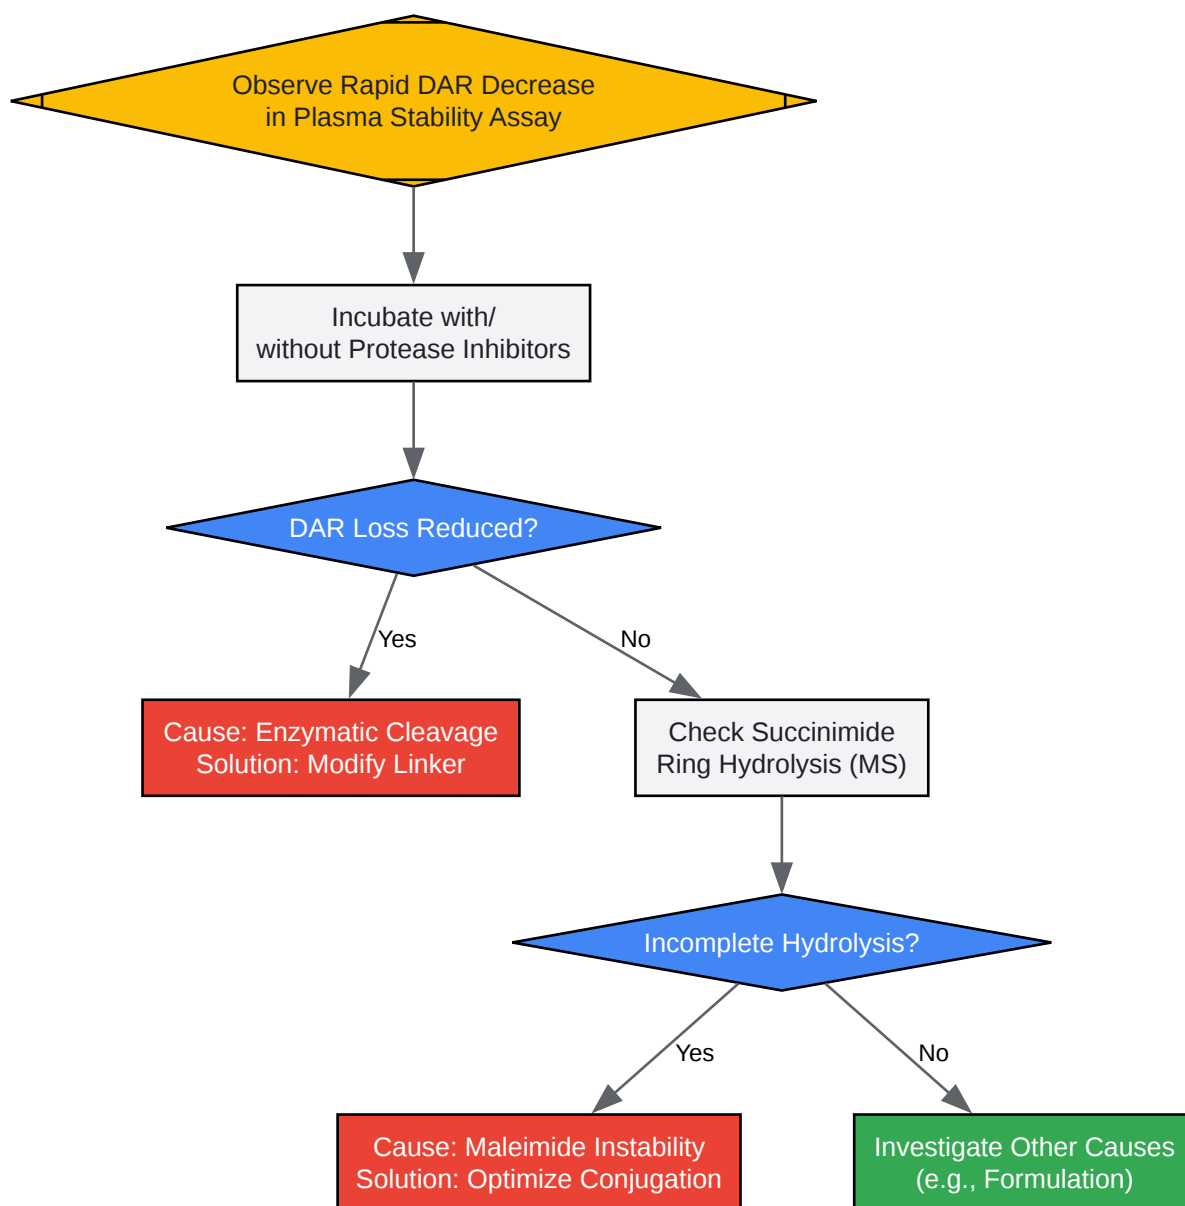 Observe Rapid DAR Decrease
in Plasma Stability Assay
Incubate with/
without Protease Inhibitors
DAR Loss Reduced?
Yes
No
Cause: Enzymatic Cleavage
Solution: Modify Linker
Check Succinimide
Ring Hydrolysis (MS)
Incomplete Hydrolysis?
Yes
No
Cause: Maleimide Instability
Solution: Optimize Conjugation
Investigate Other Causes
(e.g., Formulation)